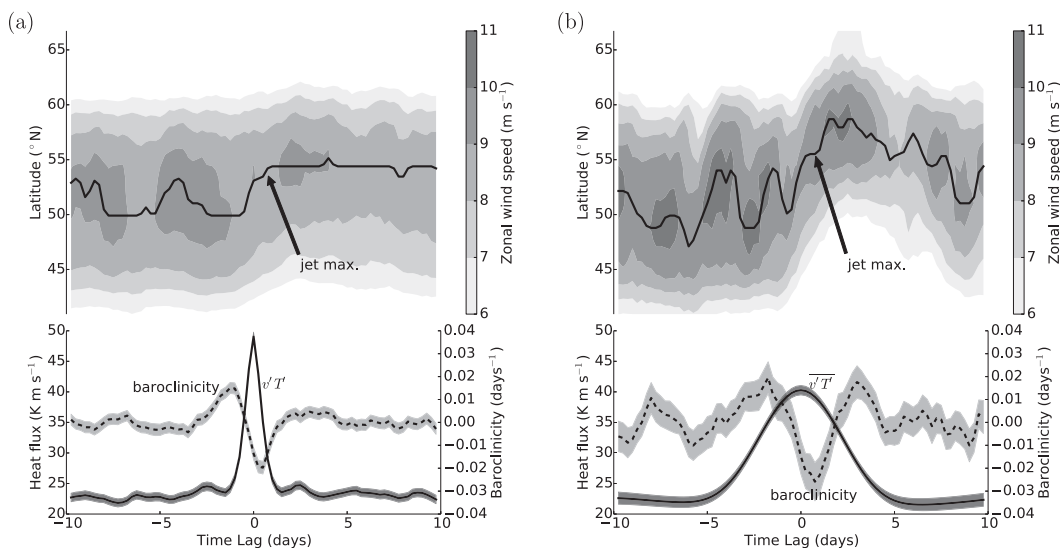 (a)
65
60
55
50
45
Latitude (° N)
jet max.
11
10
9
8
7
6
Zonal wind speed (m s⁻¹)
50
45
40
35
30
25
20
Heat flux (K m s⁻¹)
baroclinicity
v'T'
0.04
0.03
0.02
0.01
0.00
−0.01
−0.02
−0.03
−0.04
Baroclinicity (days⁻¹)
−10 −5 0 5 10
Time Lag (days)
(b)
65
60
55
50
45
Latitude (° N)
jet max.
11
10
9
8
7
6
Zonal wind speed (m s⁻¹)
50
45
40
35
30
25
20
Heat flux (K m s⁻¹)
v'T'
baroclinicity
0.04
0.03
0.02
0.01
0.00
−0.01
−0.02
−0.03
−0.04
Baroclinicity (days⁻¹)
−10 −5 0 5 10
Time Lag (days)